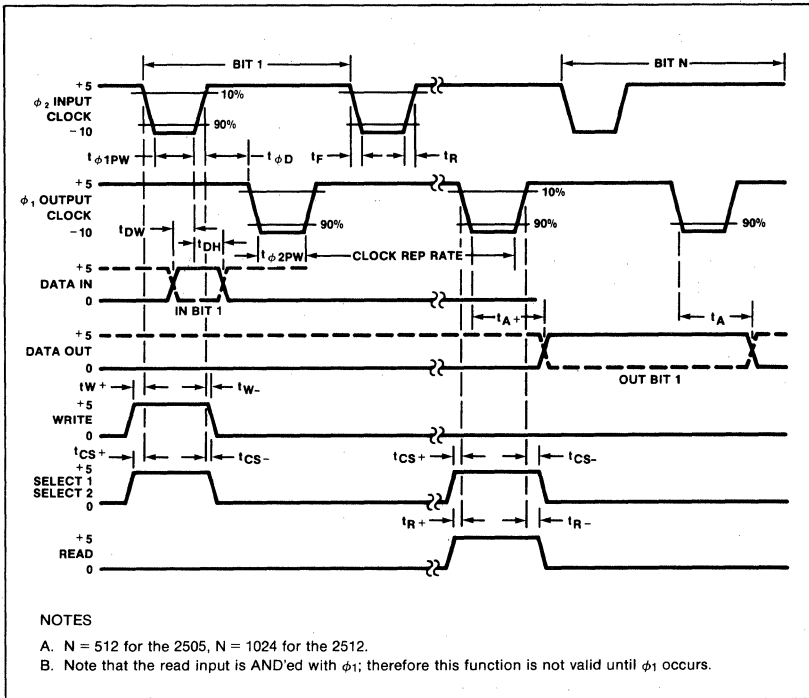 BIT 1
BIT N
+5
φ2 INPUT
CLOCK
-10
10%
90%
tφ1PW
tφD
tF
tR
+5
φ1 OUTPUT
CLOCK
-10
10%
90%
90%
90%
tDW
tDH
tφ2PW
CLOCK REP RATE
+5
DATA IN
0
IN BIT 1
tA+
tA
+5
DATA OUT
0
OUT BIT 1
tW+
tW-
+5
WRITE
0
tCS+
tCS-
tCS+
tCS-
+5
SELECT 1
SELECT 2
0
tR+
tR-
+5
READ
0
NOTES
A. N = 512 for the 2505, N = 1024 for the 2512.
B. Note that the read input is AND'ed with φ1; therefore this function is not valid until φ1 occurs.